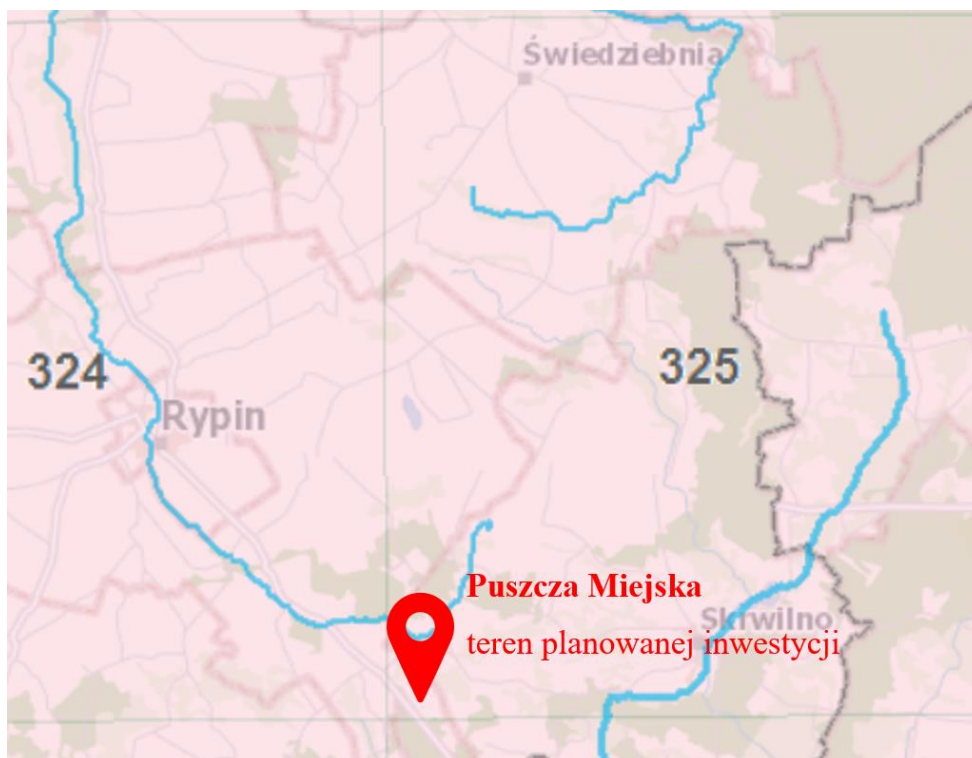 Świedziebnia
324
325
Rypin
Puszcza Miejska
Skrwilno
teren planowanej inwestycji